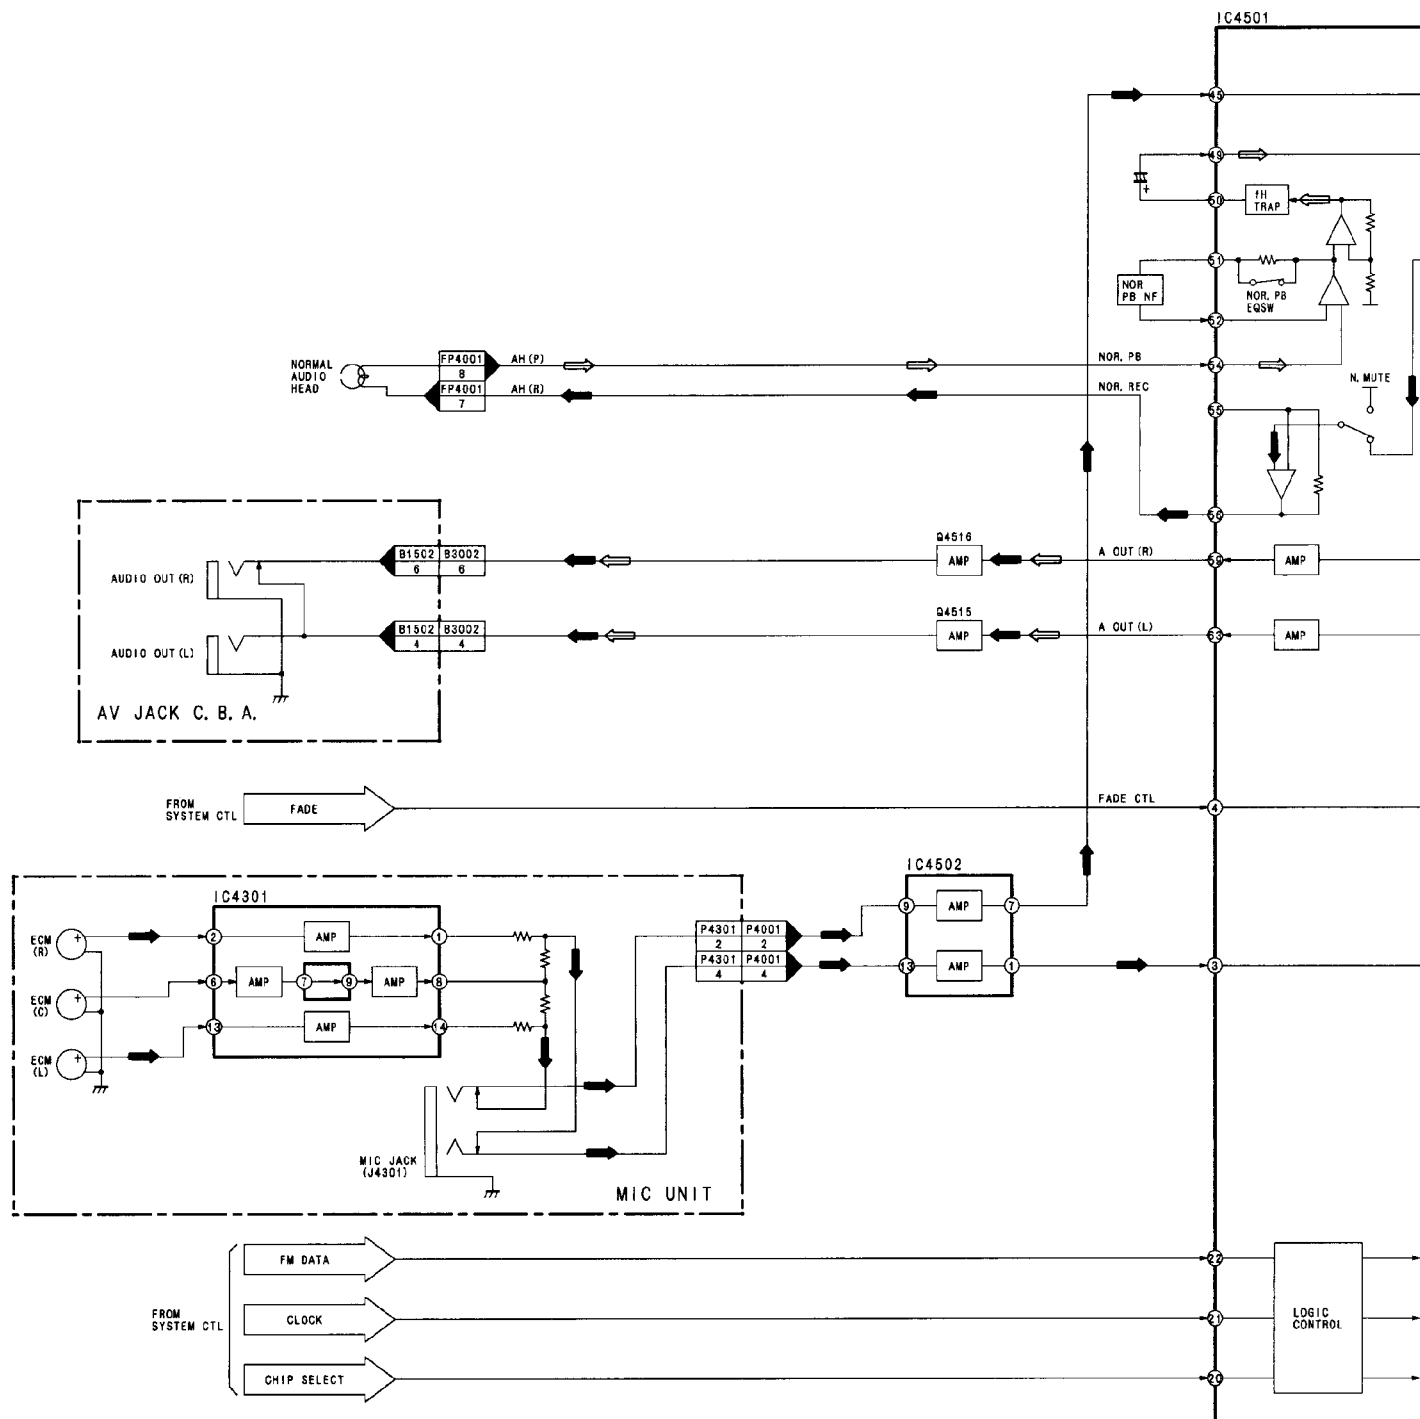 IC4501
45
49
50
fH
TRAP
51
NOR
PB NF
NOR. PB
EQSW
52
NORMAL
AUDIO
HEAD
FP4001
8
AH (P)
NOR. PB
54
FP4001
7
AH (R)
NOR. REC
N. MUTE
55
56
AUDIO OUT (R)
B1502
6
B3002
6
Q4516
AMP
A OUT (R)
59
AMP
AUDIO OUT (L)
B1502
4
B3002
4
Q4515
AMP
A OUT (L)
63
AMP
AV JACK C. B. A.
FROM
SYSTEM CTL
FADE
FADE CTL
4
IC4502
9
AMP
7
13
AMP
1
3
IC4301
ECM
(R)
2
AMP
1
ECM
(C)
6
AMP
7
9
AMP
8
ECM
(L)
13
AMP
14
P4301
2
P4001
2
P4301
4
P4001
4
MIC JACK
(J4301)
MIC UNIT
FROM
SYSTEM CTL
FM DATA
22
CLOCK
21
CHIP SELECT
20
LOGIC
CONTROL